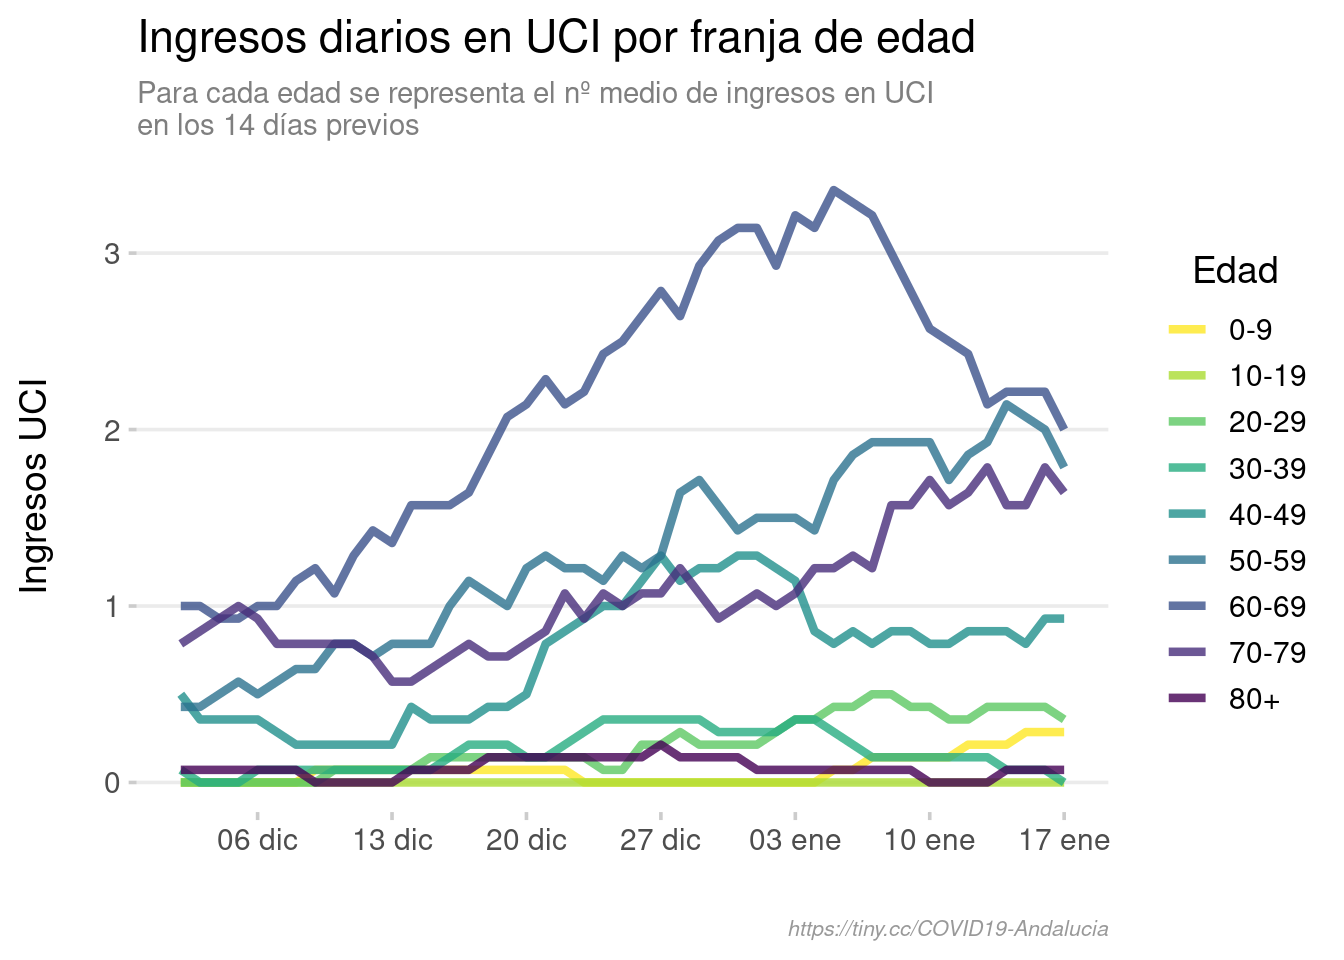 Ingresos diarios en UCI por franja de edad
Para cada edad se representa el nº medio de ingresos en UCI
en los 14 días previos
Ingresos UCI
3
2
1
0
06 dic
13 dic
20 dic
27 dic
03 ene
10 ene
17 ene
Edad
0-9
10-19
20-29
30-39
40-49
50-59
60-69
70-79
80+
https://tiny.cc/COVID19-Andalucia